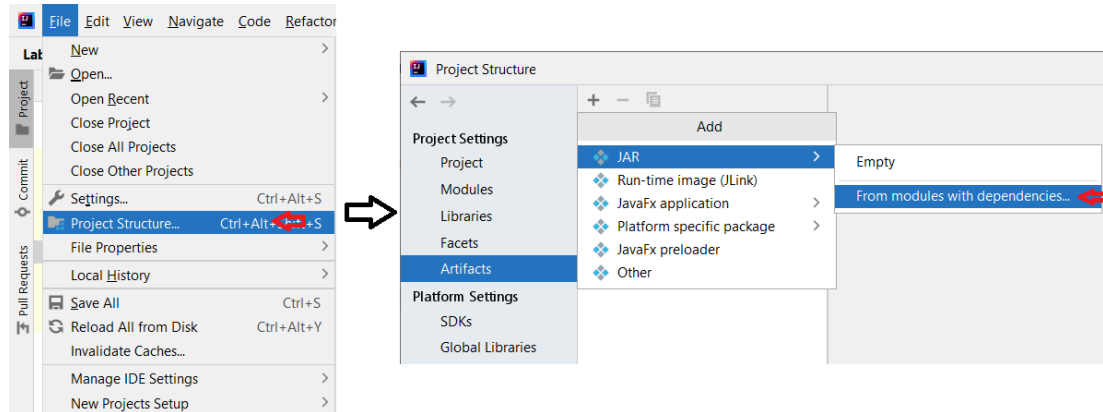 File Edit View Navigate Code Refactor
Lab
Project
Commit
Pull Requests
New
Open...
Open Recent
Close Project
Close All Projects
Close Other Projects
Settings... Ctrl+Alt+S
Project Structure... Ctrl+Alt+Shift+S
File Properties
Local History
Save All Ctrl+S
Reload All from Disk Ctrl+Alt+Y
Invalidate Caches...
Manage IDE Settings
New Projects Setup
Project Structure
Project Settings
Project
Modules
Libraries
Facets
Artifacts
Platform Settings
SDKs
Global Libraries
Add
JAR
Run-time image (JLink)
JavaFx application
Platform specific package
JavaFx preloader
Other
Empty
From modules with dependencies...